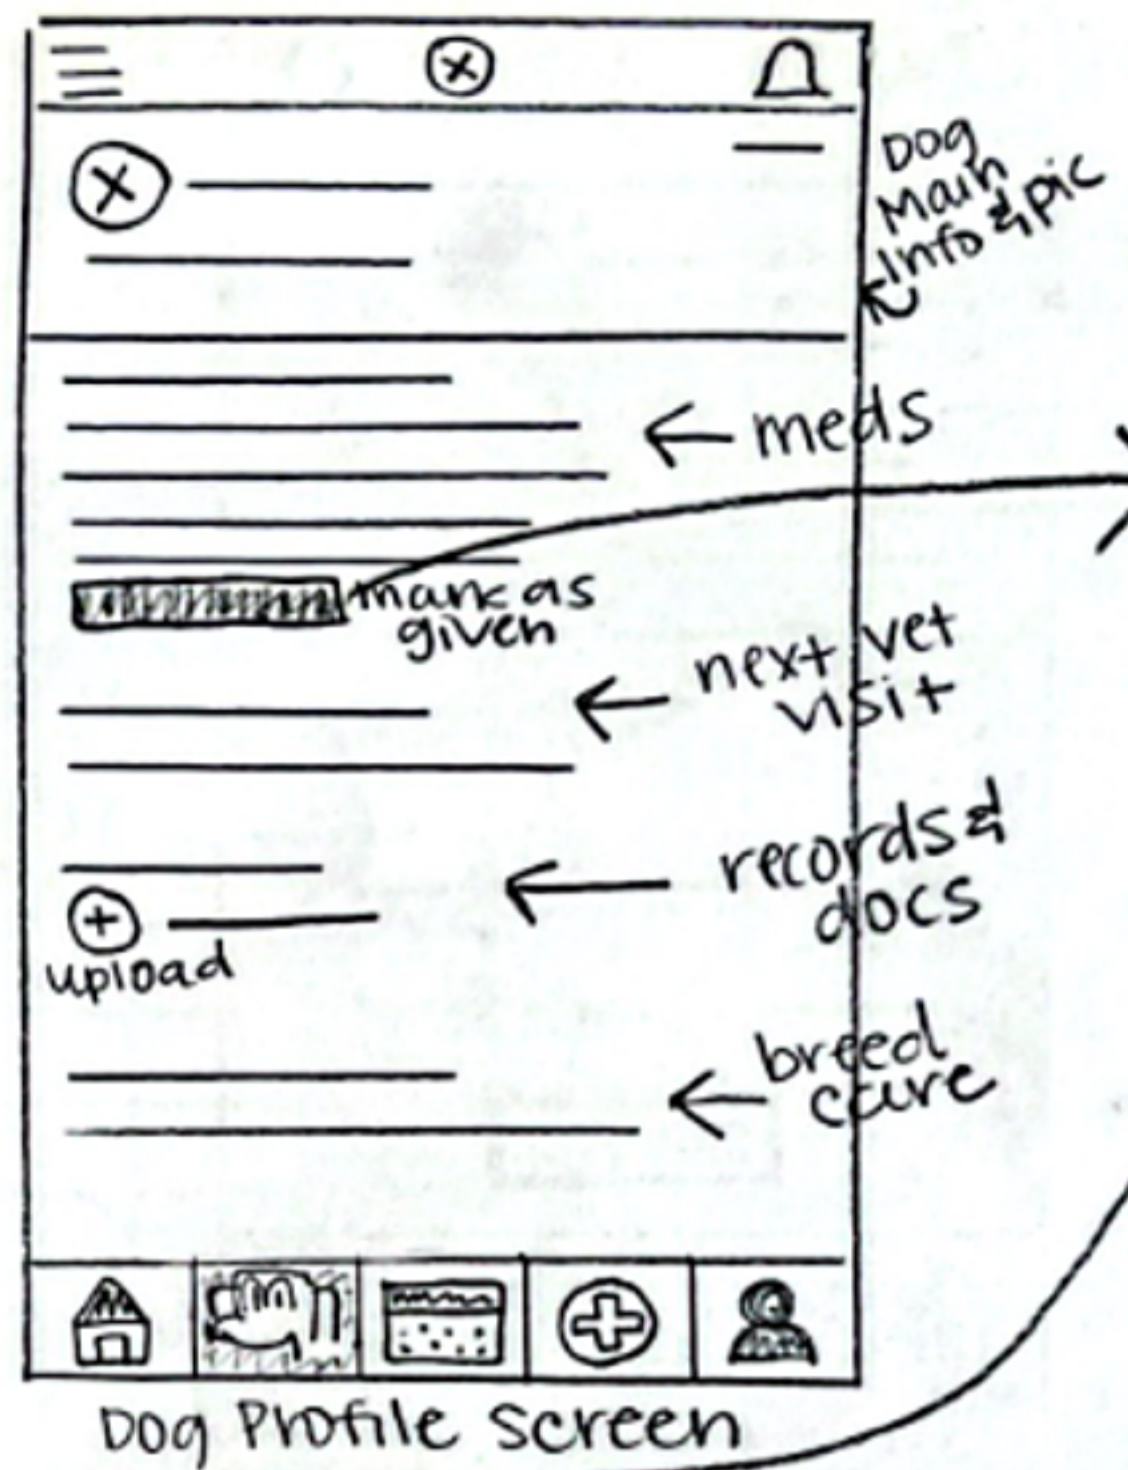 Dog
Main
Info & pic
meds
mark as
given
next vet
visit
records &
docs
upload
breed
care
Dog Profile Screen